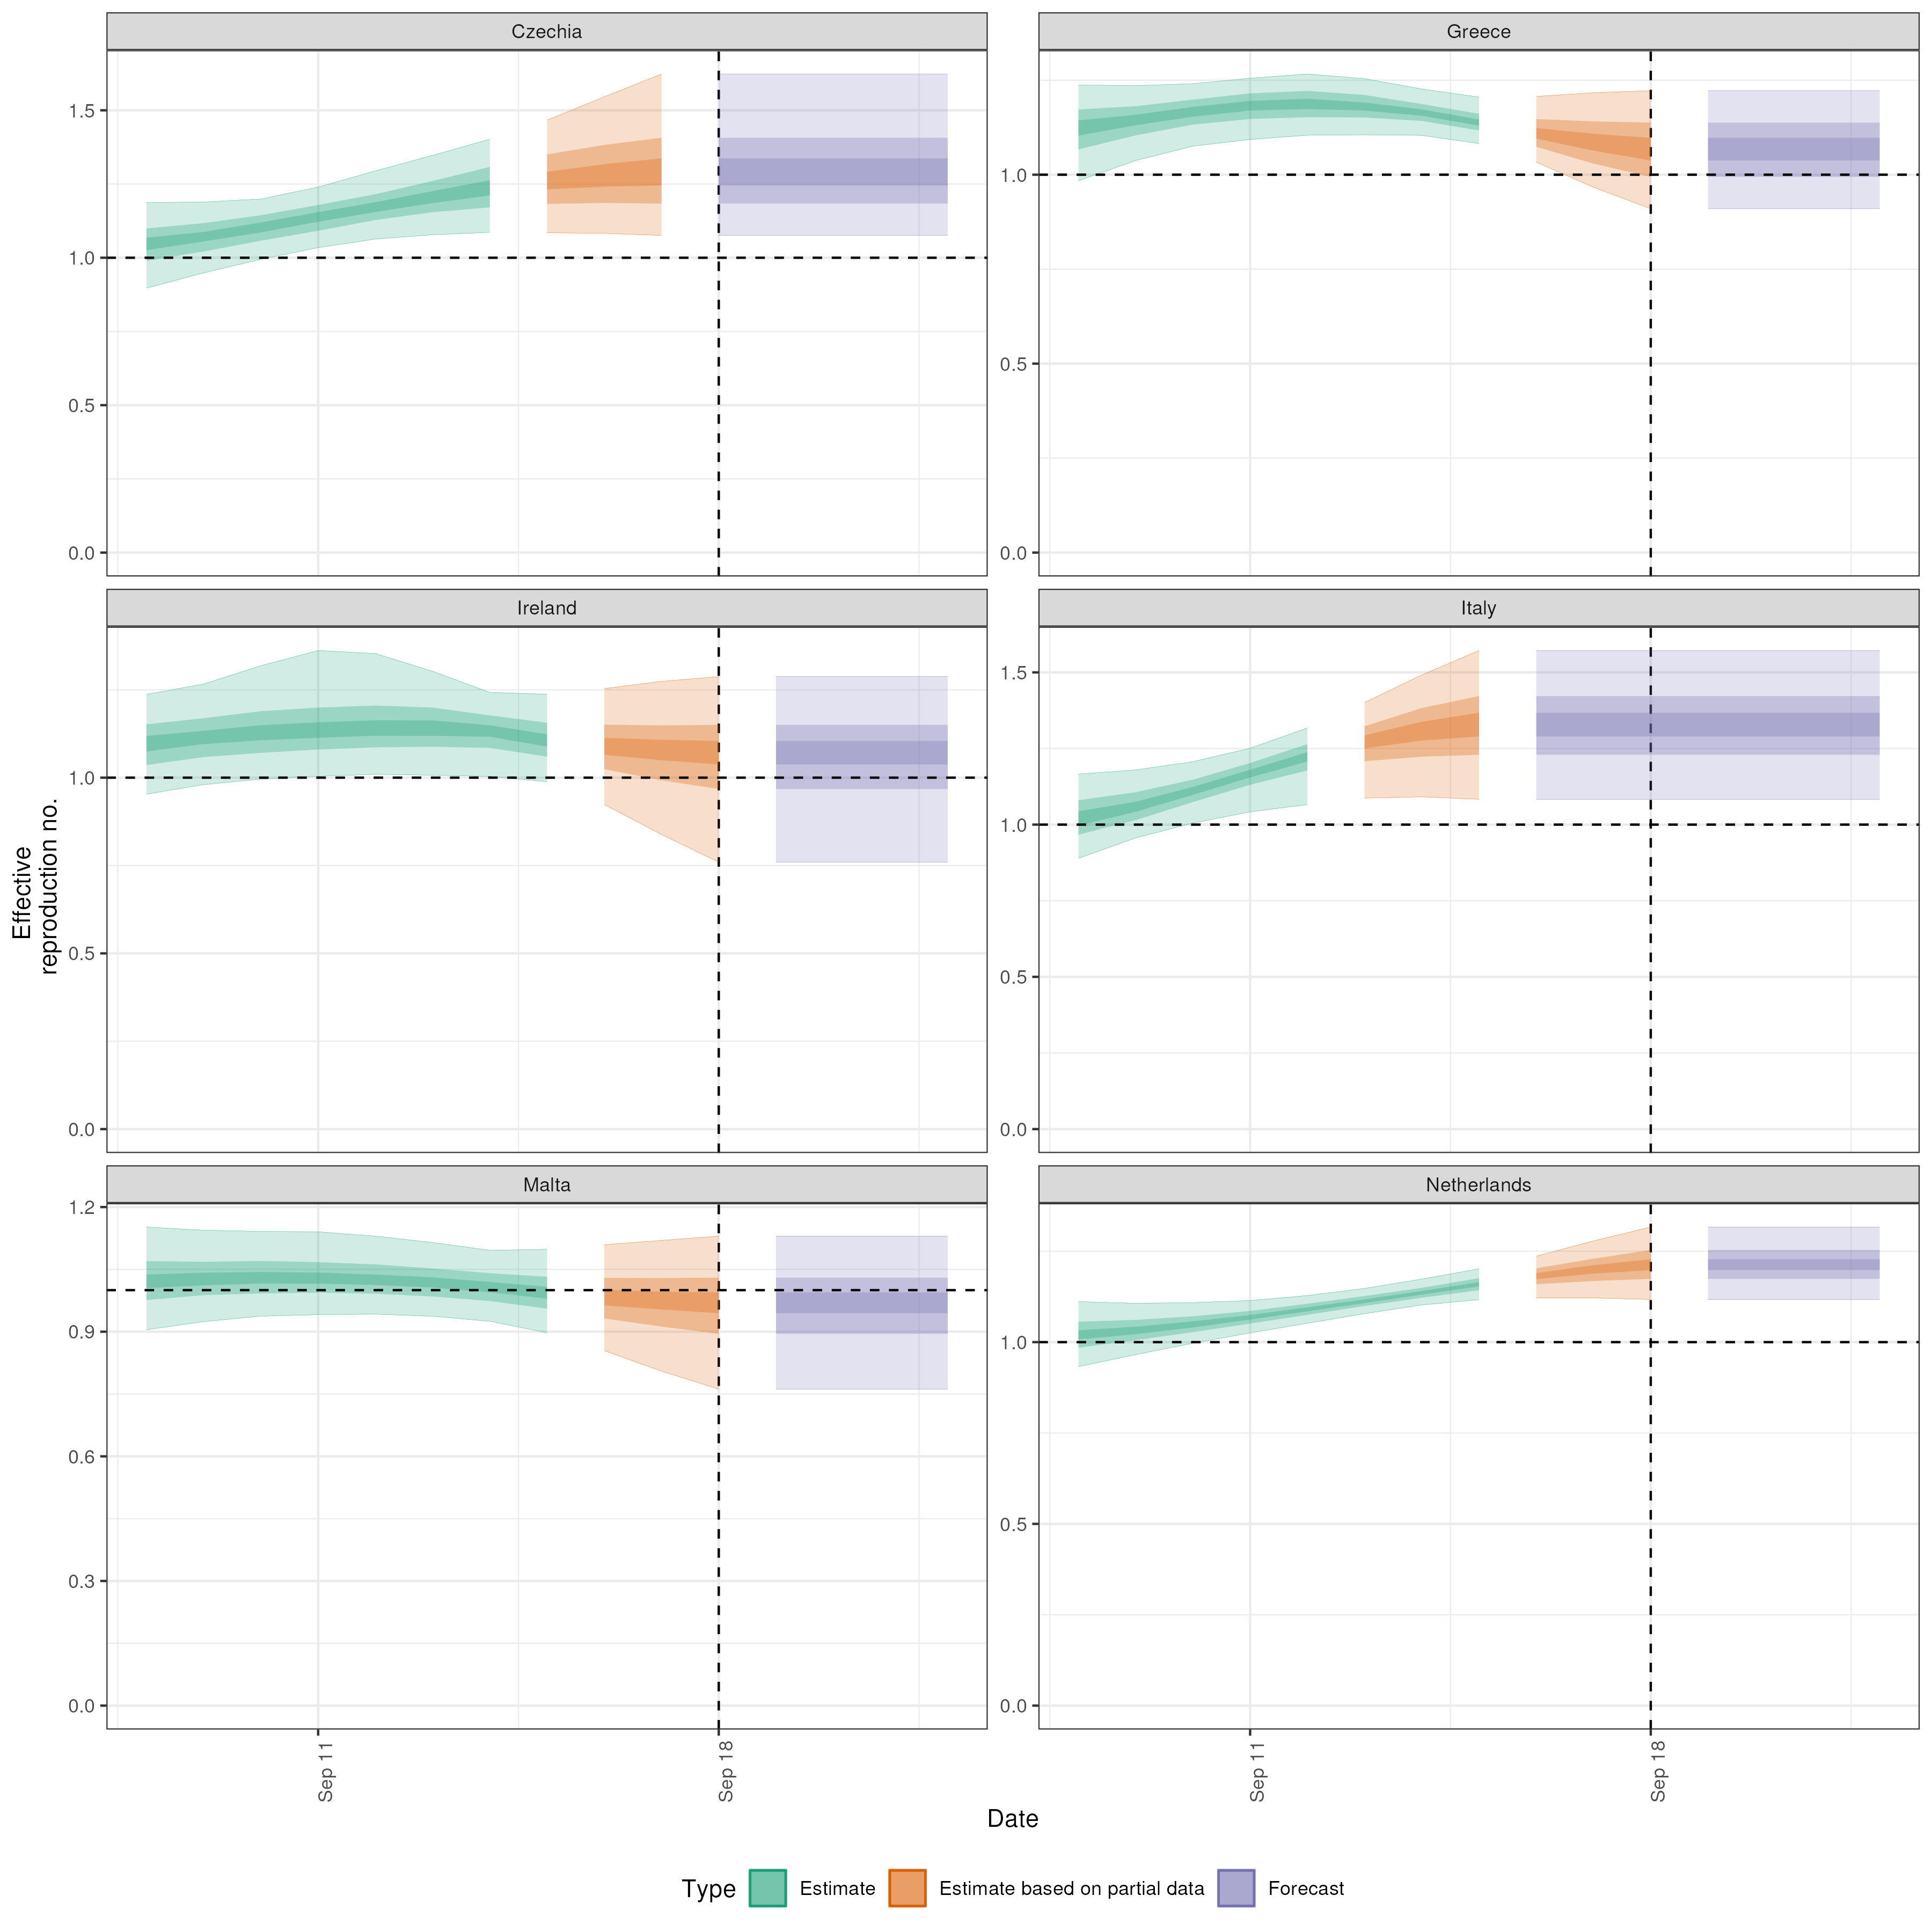 Czechia
Greece
1.5
1.0
0.5
0.0
1.0
0.5
0.0
Ireland
Italy
1.0
0.5
0.0
1.5
1.0
0.5
0.0
Malta
Netherlands
1.2
0.9
0.6
0.3
0.0
1.0
0.5
0.0
Effective
reproduction no.
Sep 11
Sep 18
Sep 11
Sep 18
Date
Type Estimate Estimate based on partial data Forecast